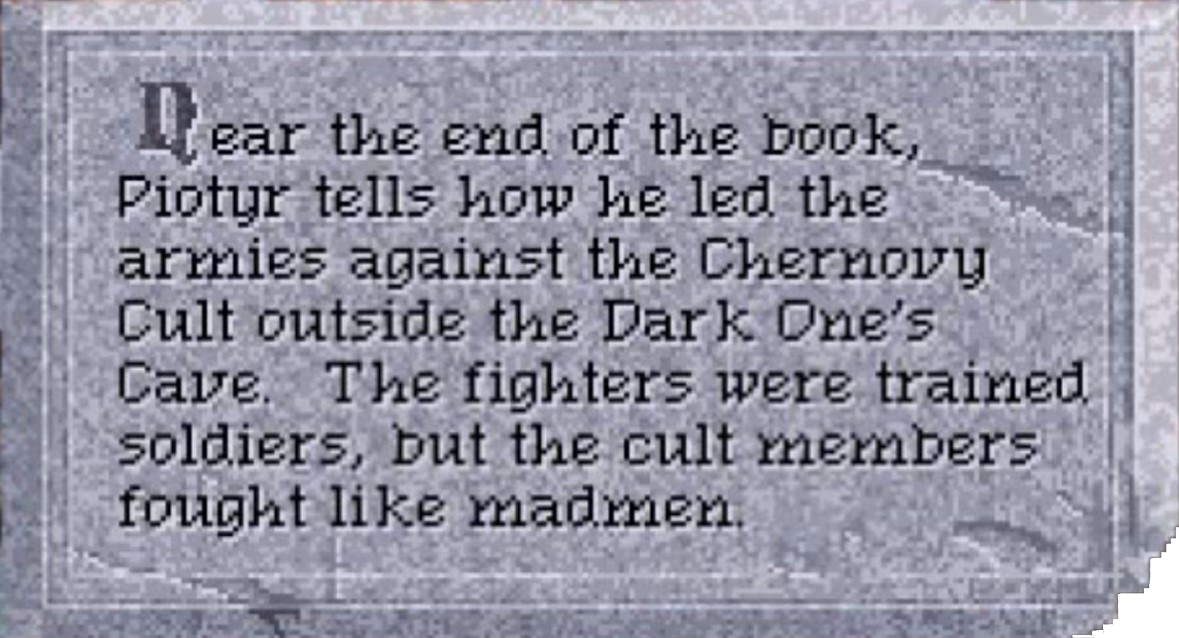 Near the end of the book,
Piotyr tells how he led the
armies against the Chernovy
Cult outside the Dark One's
Cave.  The fighters were trained
soldiers, but the cult members
fought like madmen.